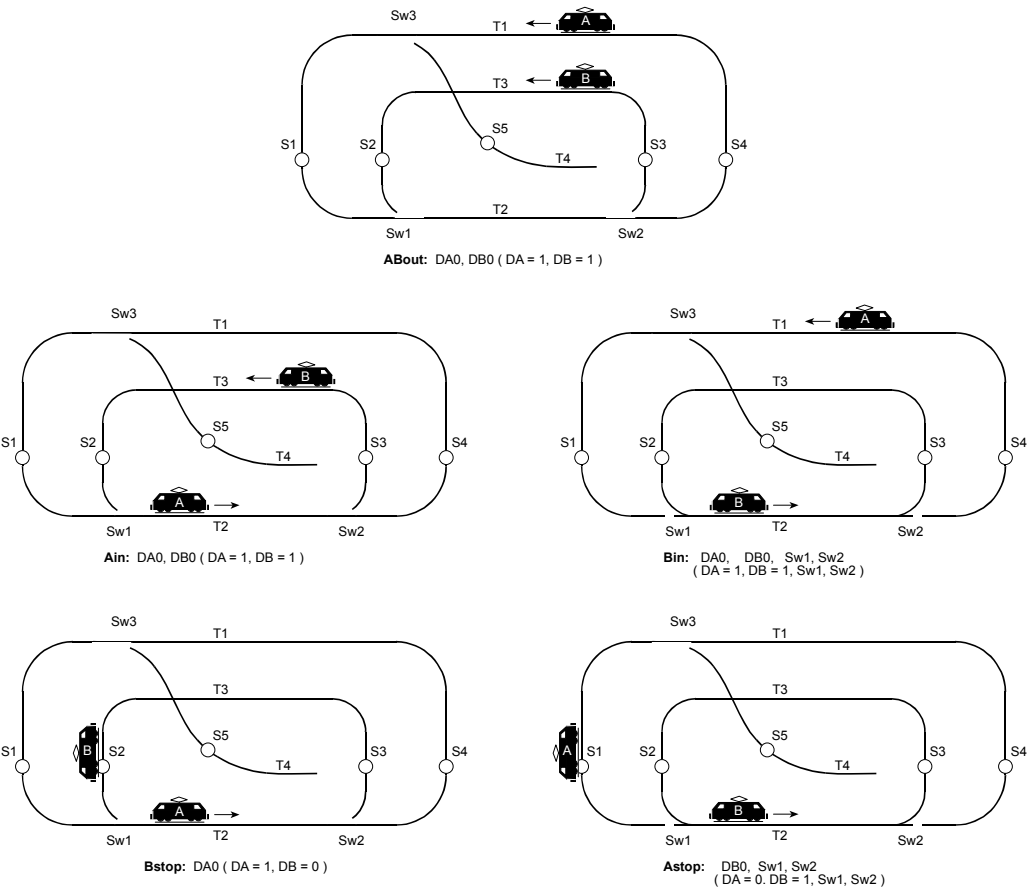 Sw3
T1
A
T3
B
S5
S1
S2
S3
S4
T4
T2
Sw1
Sw2
ABout: DA0, DB0 ( DA = 1, DB = 1 )
Sw3
T1
B
T3
S5
S1
S2
S3
S4
T4
A
Sw1
T2
Sw2
Ain: DA0, DB0 ( DA = 1, DB = 1 )
Sw3
T1
A
T3
S5
S1
S2
S3
S4
T4
B
Sw1
T2
Sw2
Bin: DA0, DB0, Sw1, Sw2
( DA = 1, DB = 1, Sw1, Sw2 )
Sw3
T1
T3
S5
S1
B
S2
S3
S4
T4
A
Sw1
T2
Sw2
Bstop: DA0 ( DA = 1, DB = 0 )
Sw3
T1
T3
S5
A
S1
S2
S3
S4
T4
B
Sw1
T2
Sw2
Astop: DB0, Sw1, Sw2
( DA = 0. DB = 1, Sw1, Sw2 )